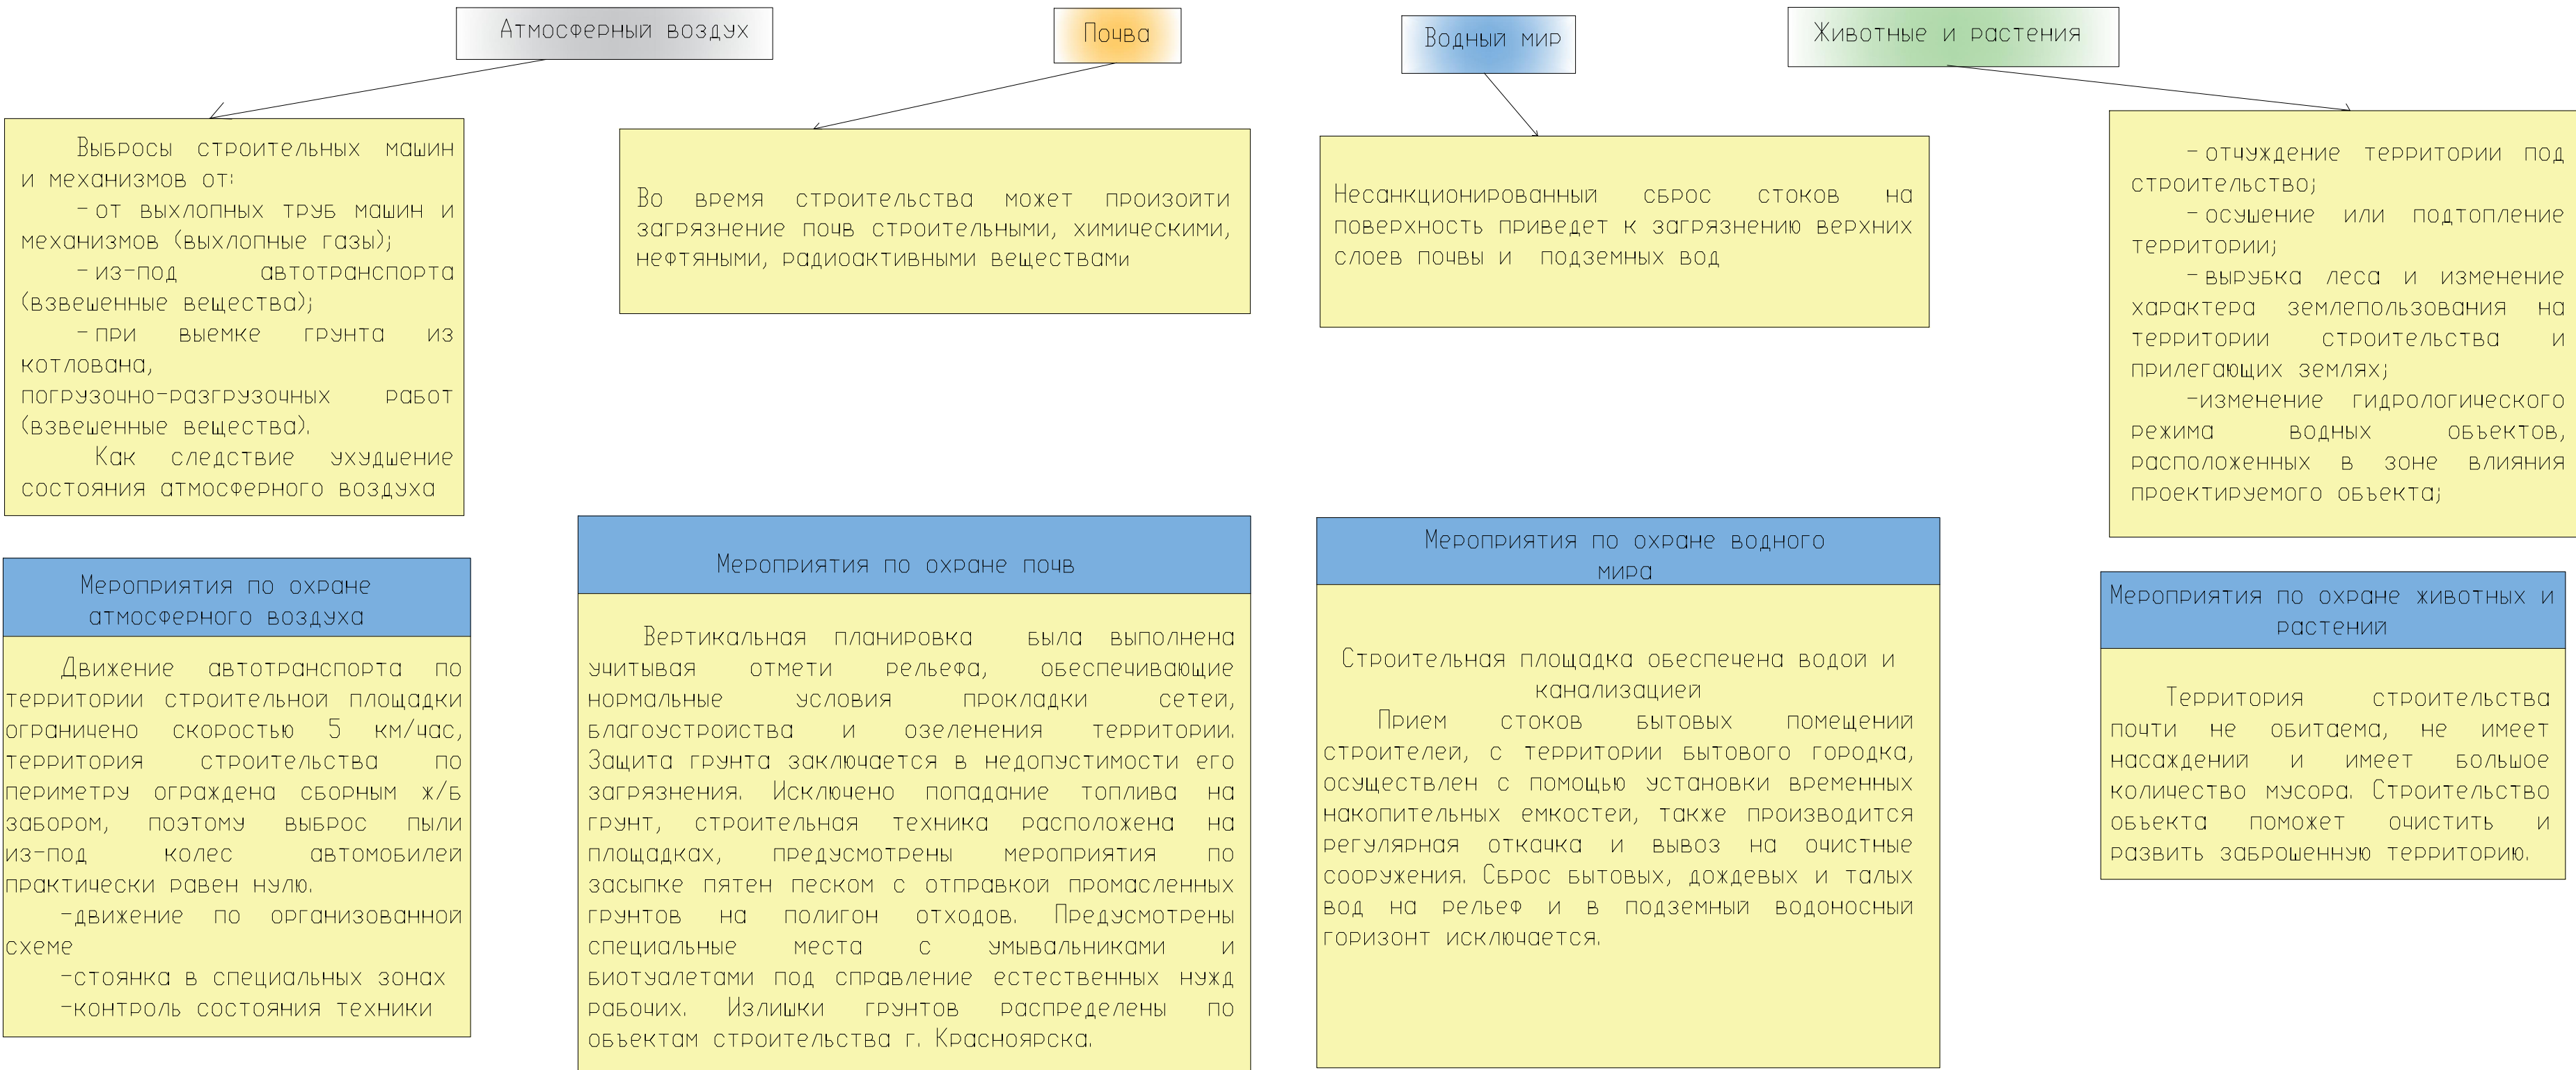 Атмосферный воздух
Почва
Водный мир
Животные и растения
Выбросы строительных машин
и механизмов от:
- от выхлопных труб машин и
механизмов (выхлопные газы);
- из-под автотранспорта
(взвешенные вещества);
- при выемке грунта из
котлована,
погрузочно-разгрузочных работ
(взвешенные вещества).
Как следствие ухудшение
состояния атмосферного воздуха
Во время строительства может произойти
загрязнение почв строительными, химическими,
нефтяными, радиоактивными веществами
Несанкционированный сброс стоков на
поверхность приведет к загрязнению верхних
слоев почвы и подземных вод
- отчуждение территории под
строительство;
- осушение или подтопление
территории;
- вырубка леса и изменение
характера землепользования на
территории строительства и
прилегающих землях;
-изменение гидрологического
режима водных объектов,
расположенных в зоне влияния
проектируемого объекта;
Мероприятия по охране
атмосферного воздуха
Движение автотранспорта по
территории строительной площадки
ограничено скоростью 5 км/час,
территория строительства по
периметру ограждена сборным ж/б
забором, поэтому выброс пыли
из-под колес автомобилей
практически равен нулю.
-движение по организованной
схеме
-стоянка в специальных зонах
-контроль состояния техники
Мероприятия по охране почв
Вертикальная планировка была выполнена
учитывая отмети рельефа, обеспечивающие
нормальные условия прокладки сетей,
благоустройства и озеленения территории.
Защита грунта заключается в недопустимости его
загрязнения. Исключено попадание топлива на
грунт, строительная техника расположена на
площадках, предусмотрены мероприятия по
засыпке пятен песком с отправкой промасленных
грунтов на полигон отходов. Предусмотрены
специальные места с умывальниками и
биотуалетами под справление естественных нужд
рабочих. Излишки грунтов распределены по
объектам строительства г. Красноярска.
Мероприятия по охране водного
мира
Строительная площадка обеспечена водой и
канализацией
Прием стоков бытовых помещений
строителей, с территории бытового городка,
осуществлен с помощью установки временных
накопительных емкостей, также производится
регулярная откачка и вывоз на очистные
сооружения. Сброс бытовых, дождевых и талых
вод на рельеф и в подземный водоносный
горизонт исключается.
Мероприятия по охране животных и
растений
Территория строительства
почти не обитаема, не имеет
насаждений и имеет большое
количество мусора. Строительство
объекта поможет очистить и
развить заброшенную территорию.